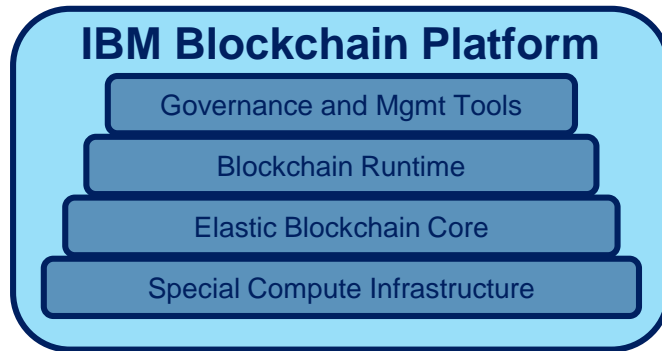 IBM Blockchain Platform
Governance and Mgmt Tools
Blockchain Runtime
Elastic Blockchain Core
Special Compute Infrastructure